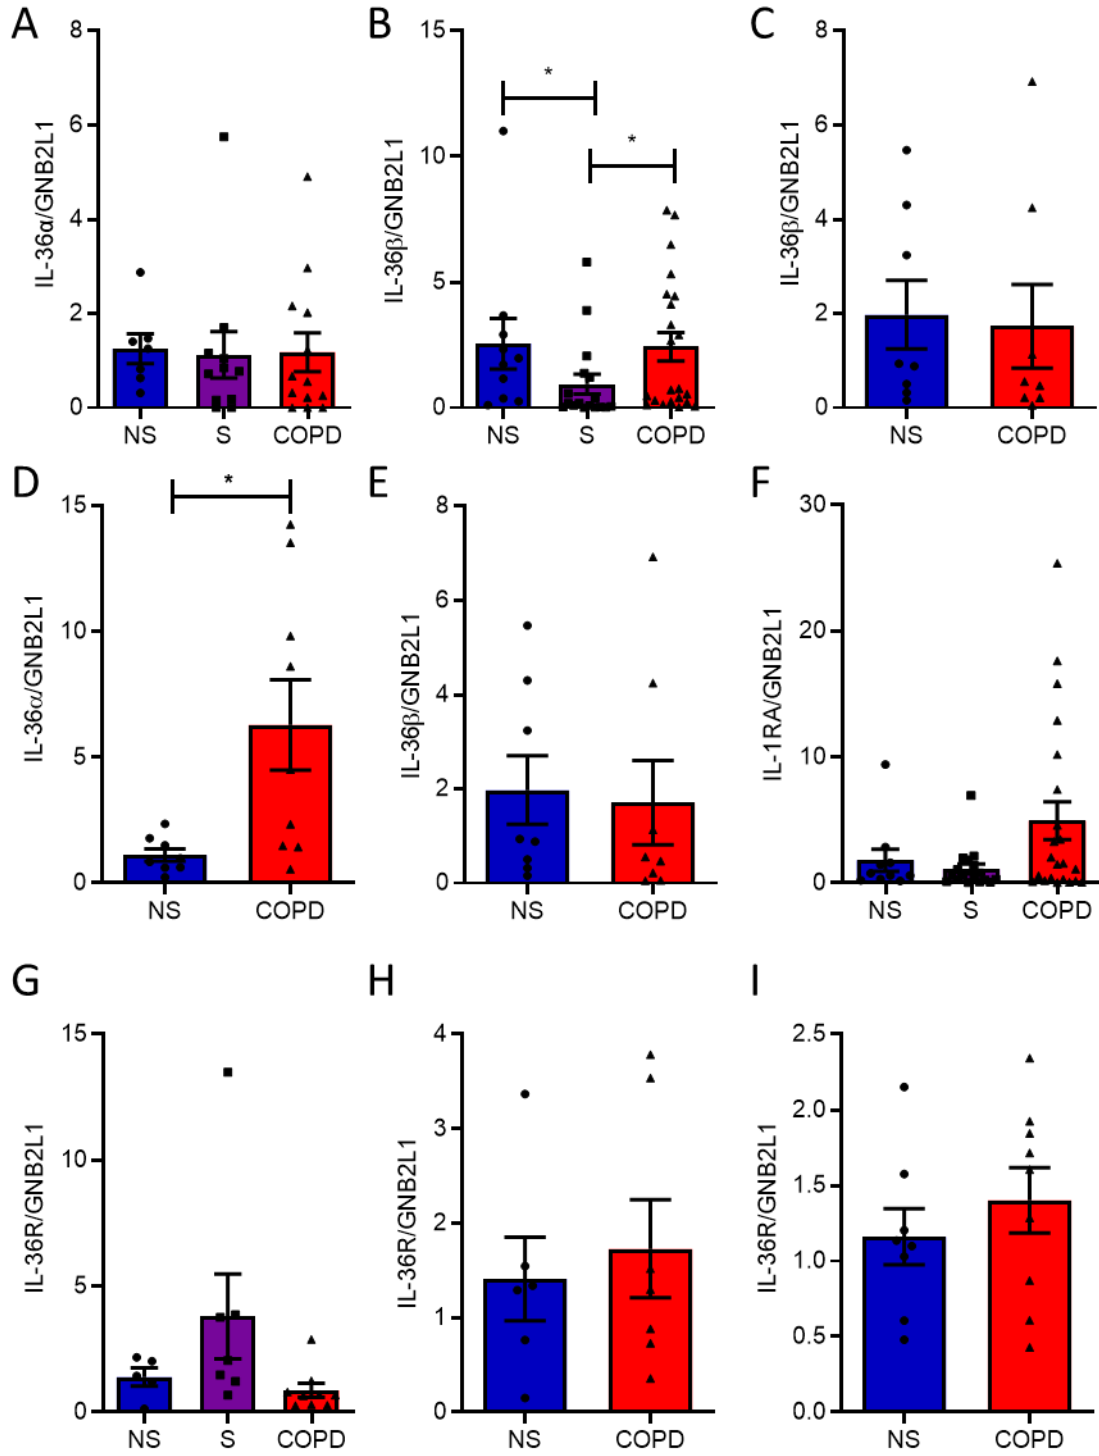 A
IL-36α/GNB2L1
8
6
4
2
0
NS S COPD
B
IL-36β/GNB2L1
15
10
5
0
*
*
NS S COPD
C
IL-36β/GNB2L1
8
6
4
2
0
NS COPD
D
IL-36α/GNB2L1
15
10
5
0
*
NS COPD
E
IL-36β/GNB2L1
8
6
4
2
0
NS COPD
F
IL-1RA/GNB2L1
30
20
10
0
NS S COPD
G
IL-36R/GNB2L1
15
10
5
0
NS S COPD
H
IL-36R/GNB2L1
4
3
2
1
0
NS COPD
I
IL-36R/GNB2L1
2.5
2.0
1.5
1.0
0.5
0.0
NS COPD